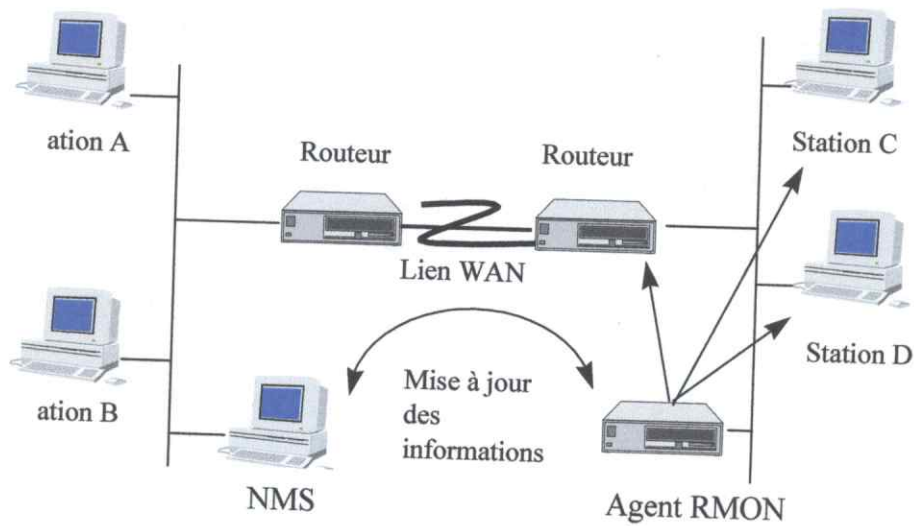 ation A
Station C
Routeur
Routeur
Lien WAN
ation B
Station D
Mise à jour
des
informations
NMS
Agent RMON